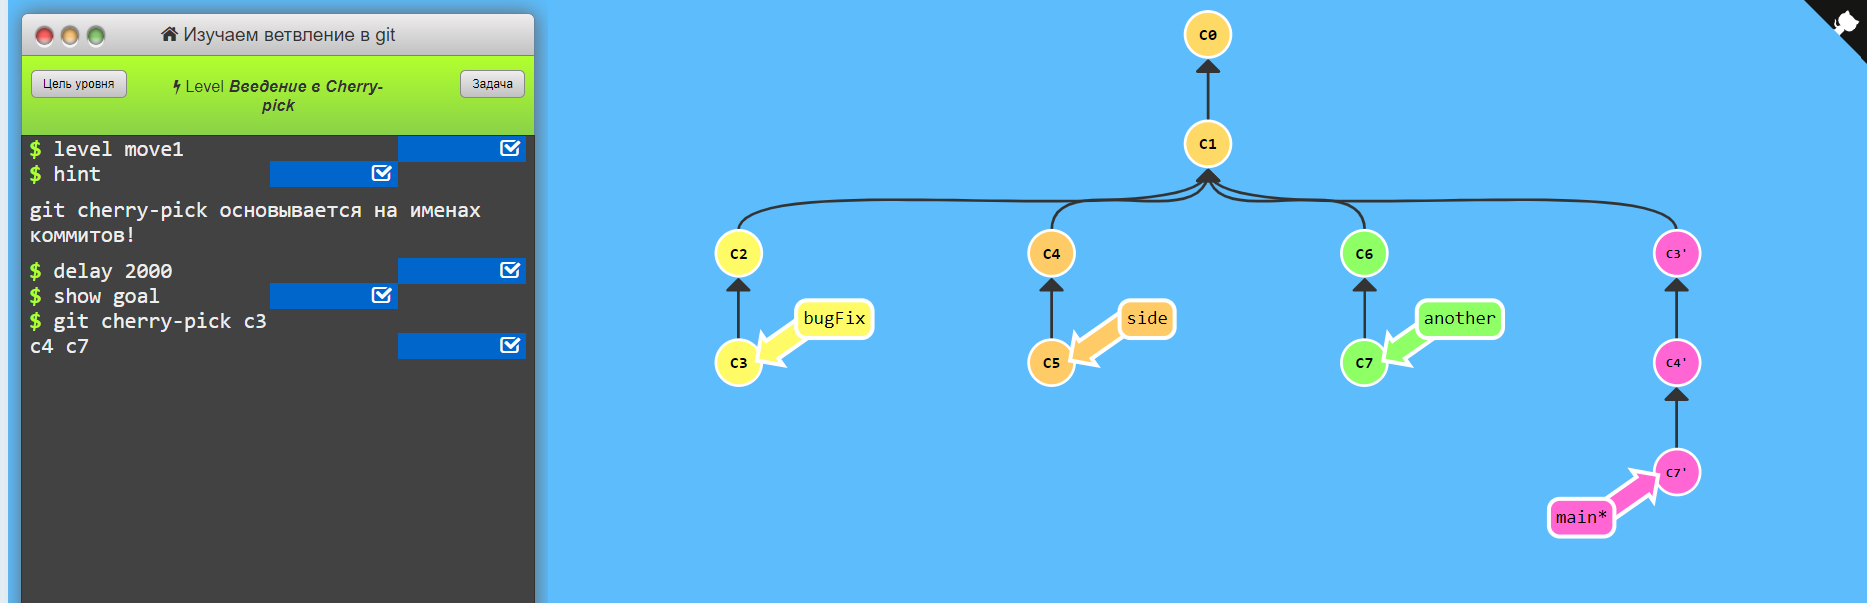 Изучаем ветвление в git
Цель уровня
Level Введение в Cherry-
pick
Задача
$ level move1
$ hint
git cherry-pick основывается на именах
коммитов!
$ delay 2000
$ show goal
$ git cherry-pick c3
c4 c7
C0
C1
C2
C4
C6
C3'
bugFix
side
another
C3
C5
C7
C4'
C7'
main*